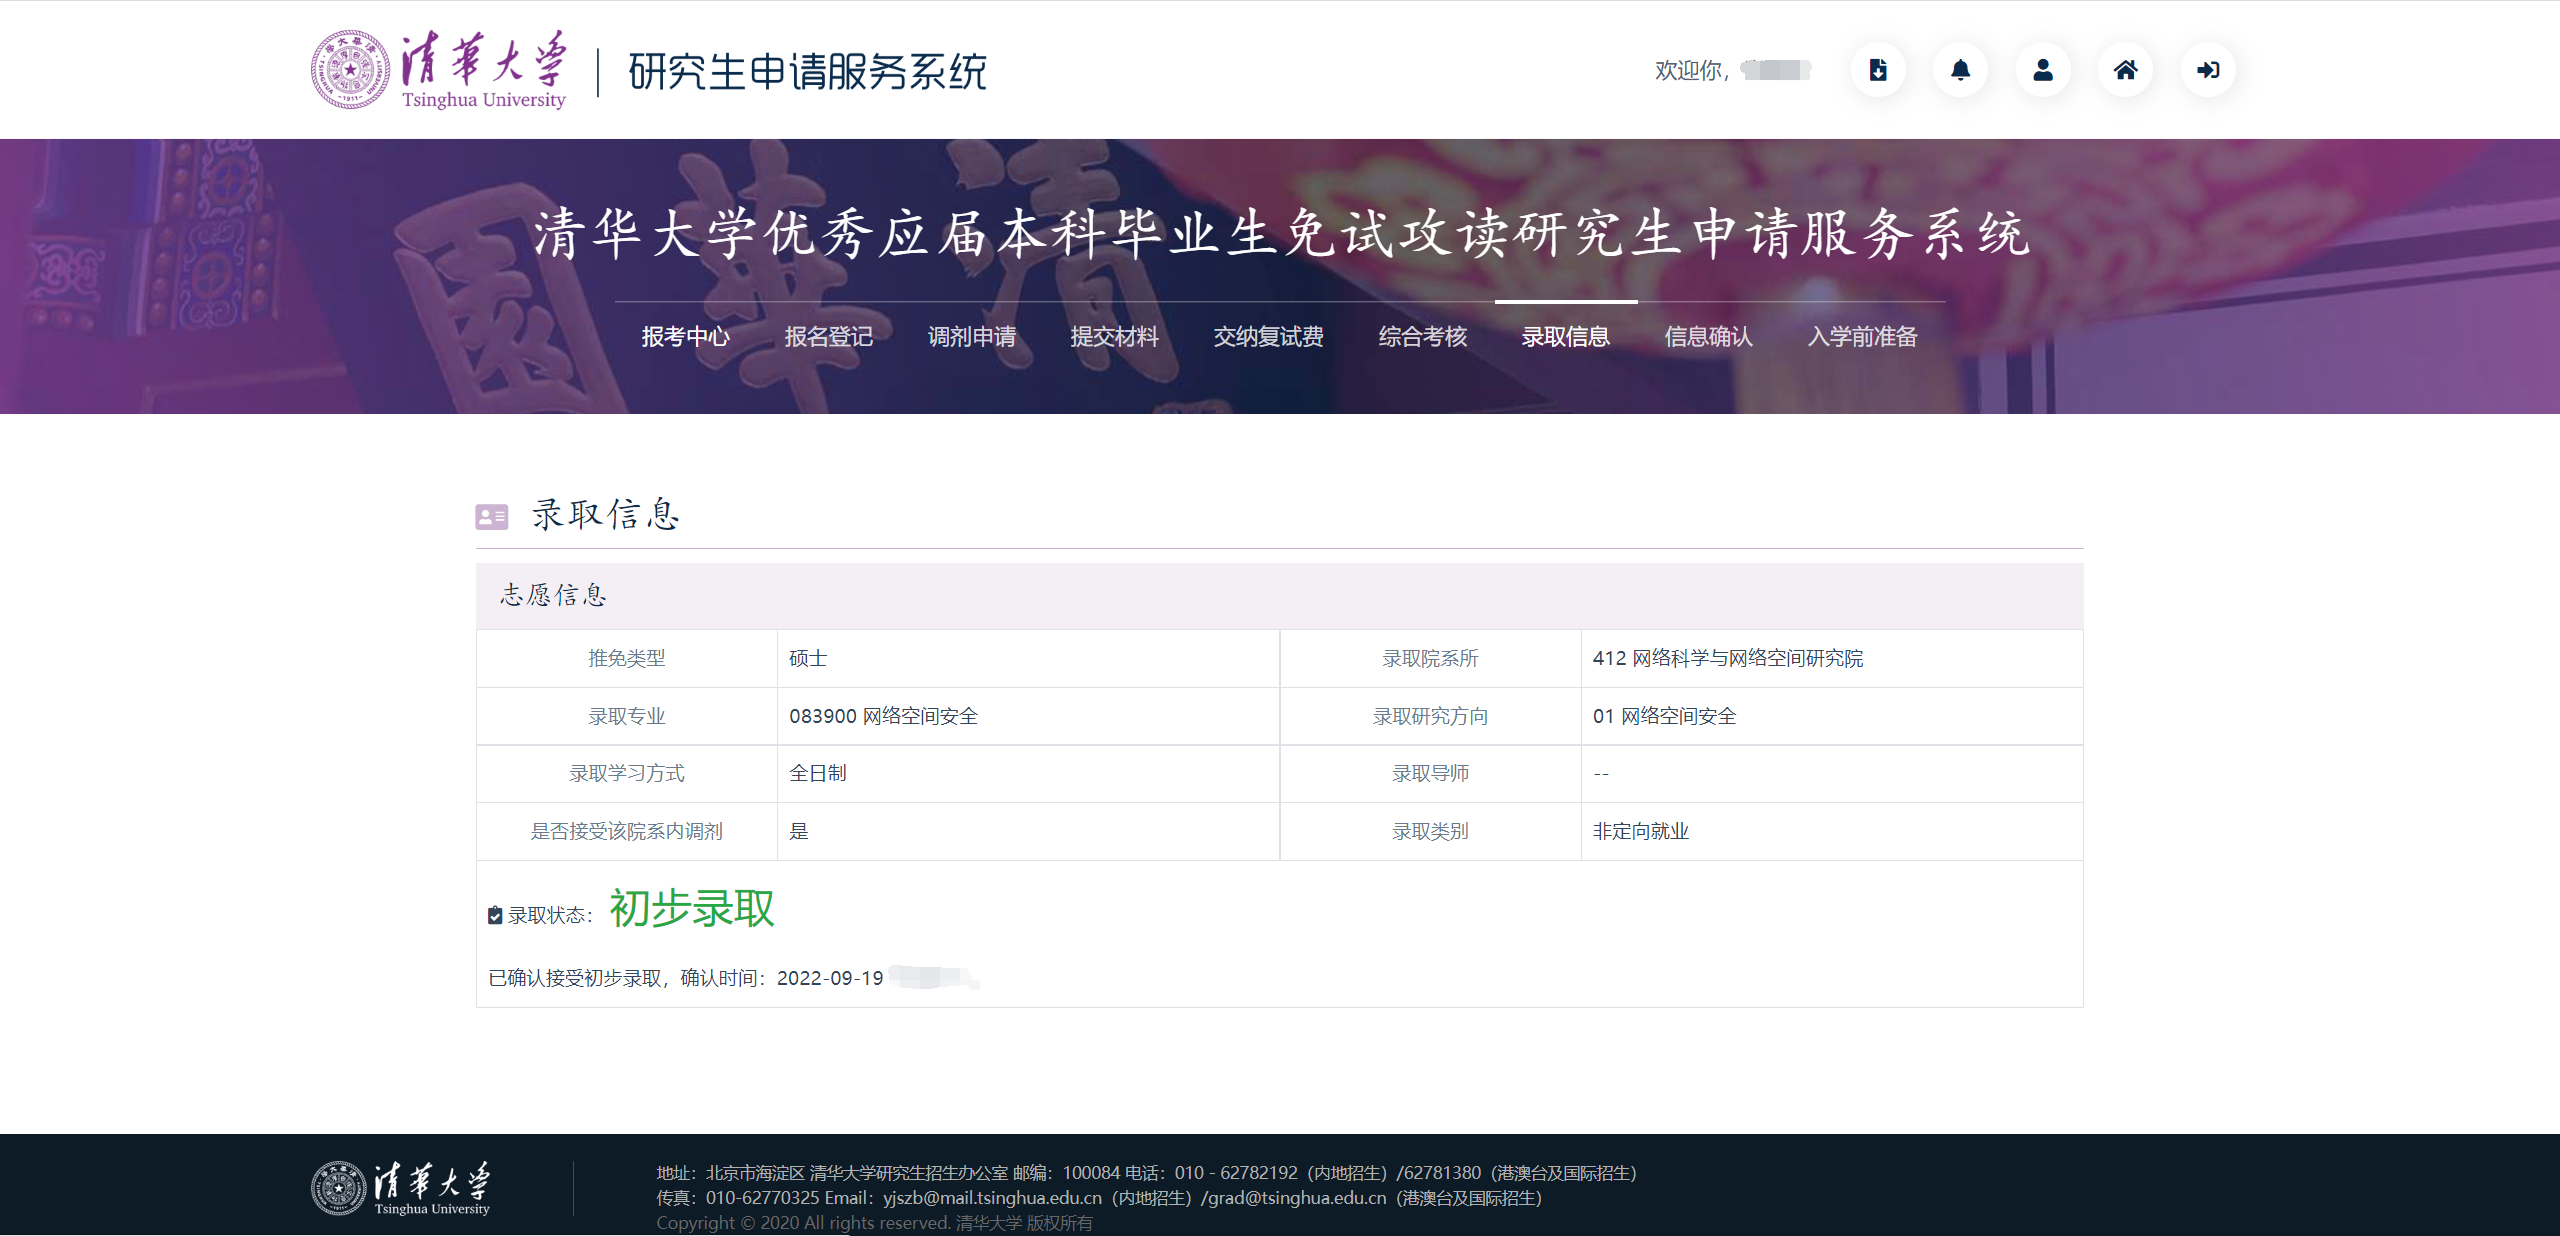 清華大学
Tsinghua University
研究生申请服务系统
欢迎你,
清华大学优秀应届本科毕业生免试攻读研究生申请服务系统
报考中心 报名登记 调剂申请 提交材料 交纳复试费 综合考核 录取信息 信息确认 入学前准备
录取信息
志愿信息
推免类型 硕士 录取院系所 412 网络科学与网络空间研究院
录取专业 083900 网络空间安全 录取研究方向 01 网络空间安全
录取学习方式 全日制 录取导师 --
是否接受该院系内调剂 是 录取类别 非定向就业
录取状态: 初步录取
已确认接受初步录取，确认时间：2022-09-19
清華大学
Tsinghua University
地址：北京市海淀区 清华大学研究生招生办公室 邮编：100084 电话：010 - 62782192（内地招生）/62781380（港澳台及国际招生）
传真：010-62770325 Email：yjszb@mail.tsinghua.edu.cn（内地招生）/grad@tsinghua.edu.cn（港澳台及国际招生）
Copyright © 2020 All rights reserved. 清华大学 版权所有